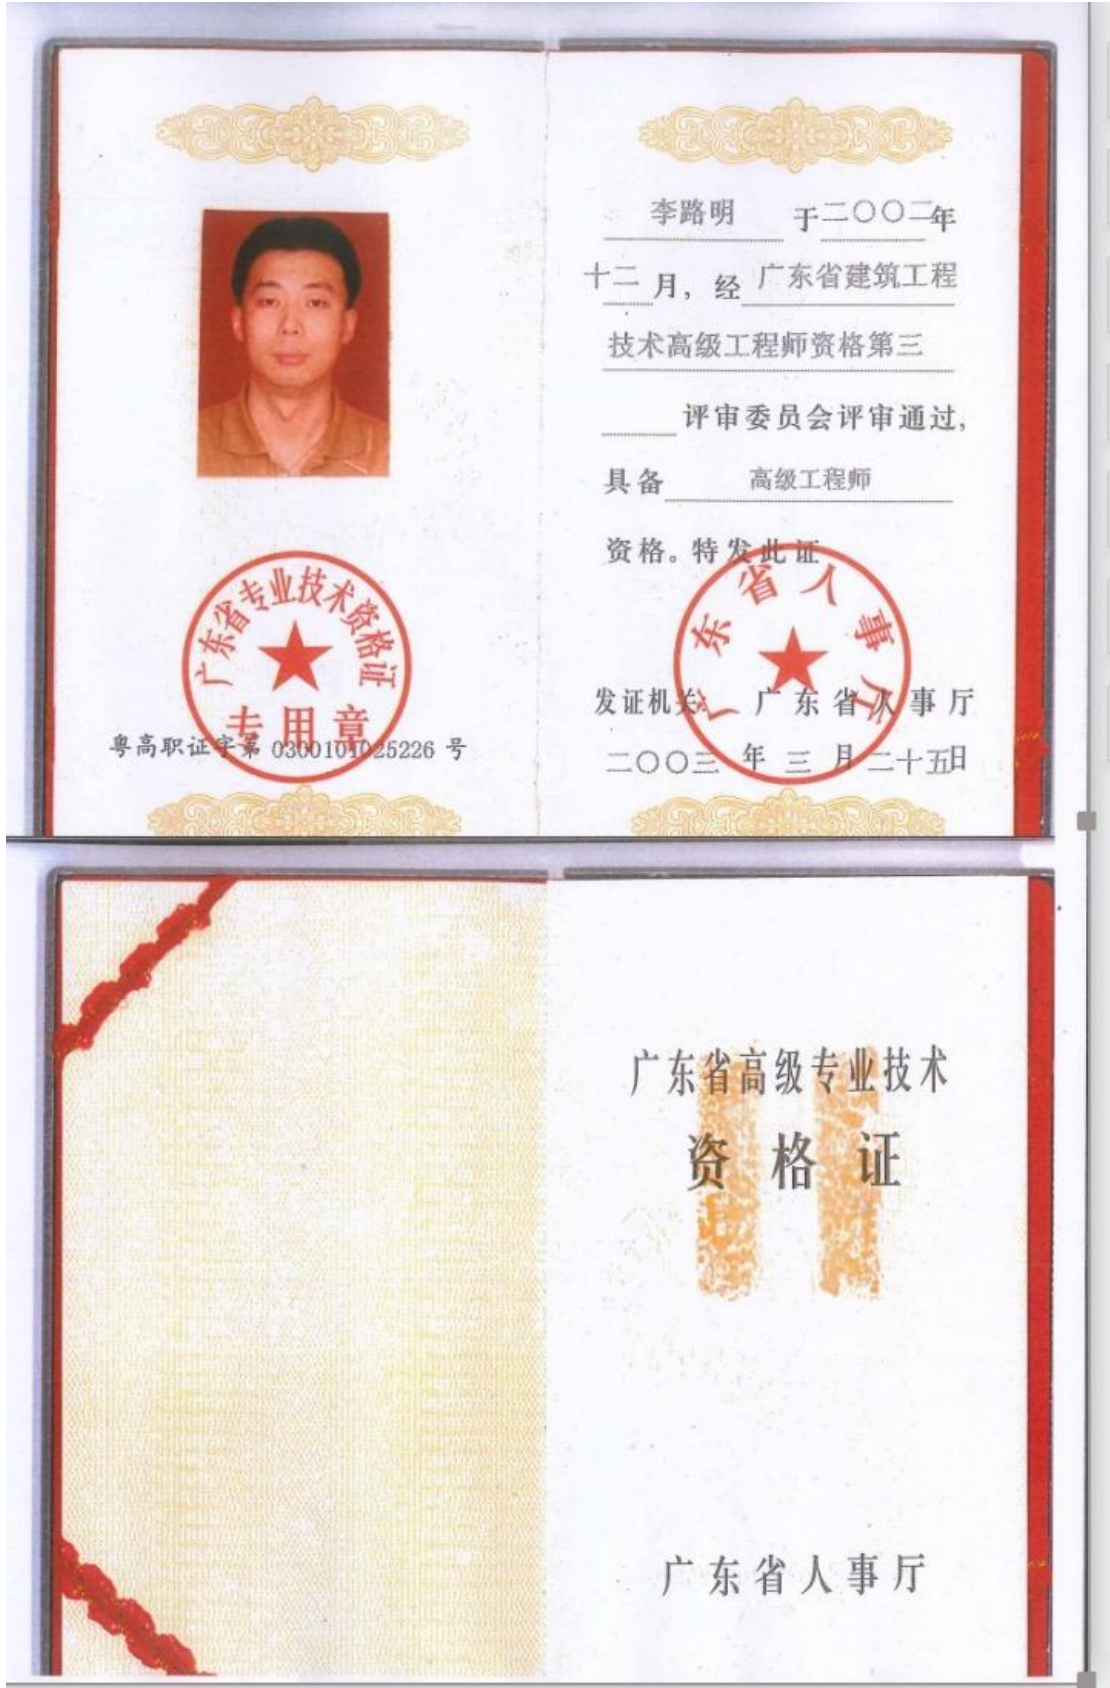 李路明 于二〇〇二年
十二月，经广东省建筑工程
技术高级工程师资格第三
评审委员会评审通过，
具备 高级工程师
资格。特发此证
广东省人事厅
发证机关: 广东省人事厅
二〇〇三年三月二十五日
广东省专业技术资格证
专用章
粤高职证字第 0300101025226 号
广东省高级专业技术
资格证
广东省人事厅